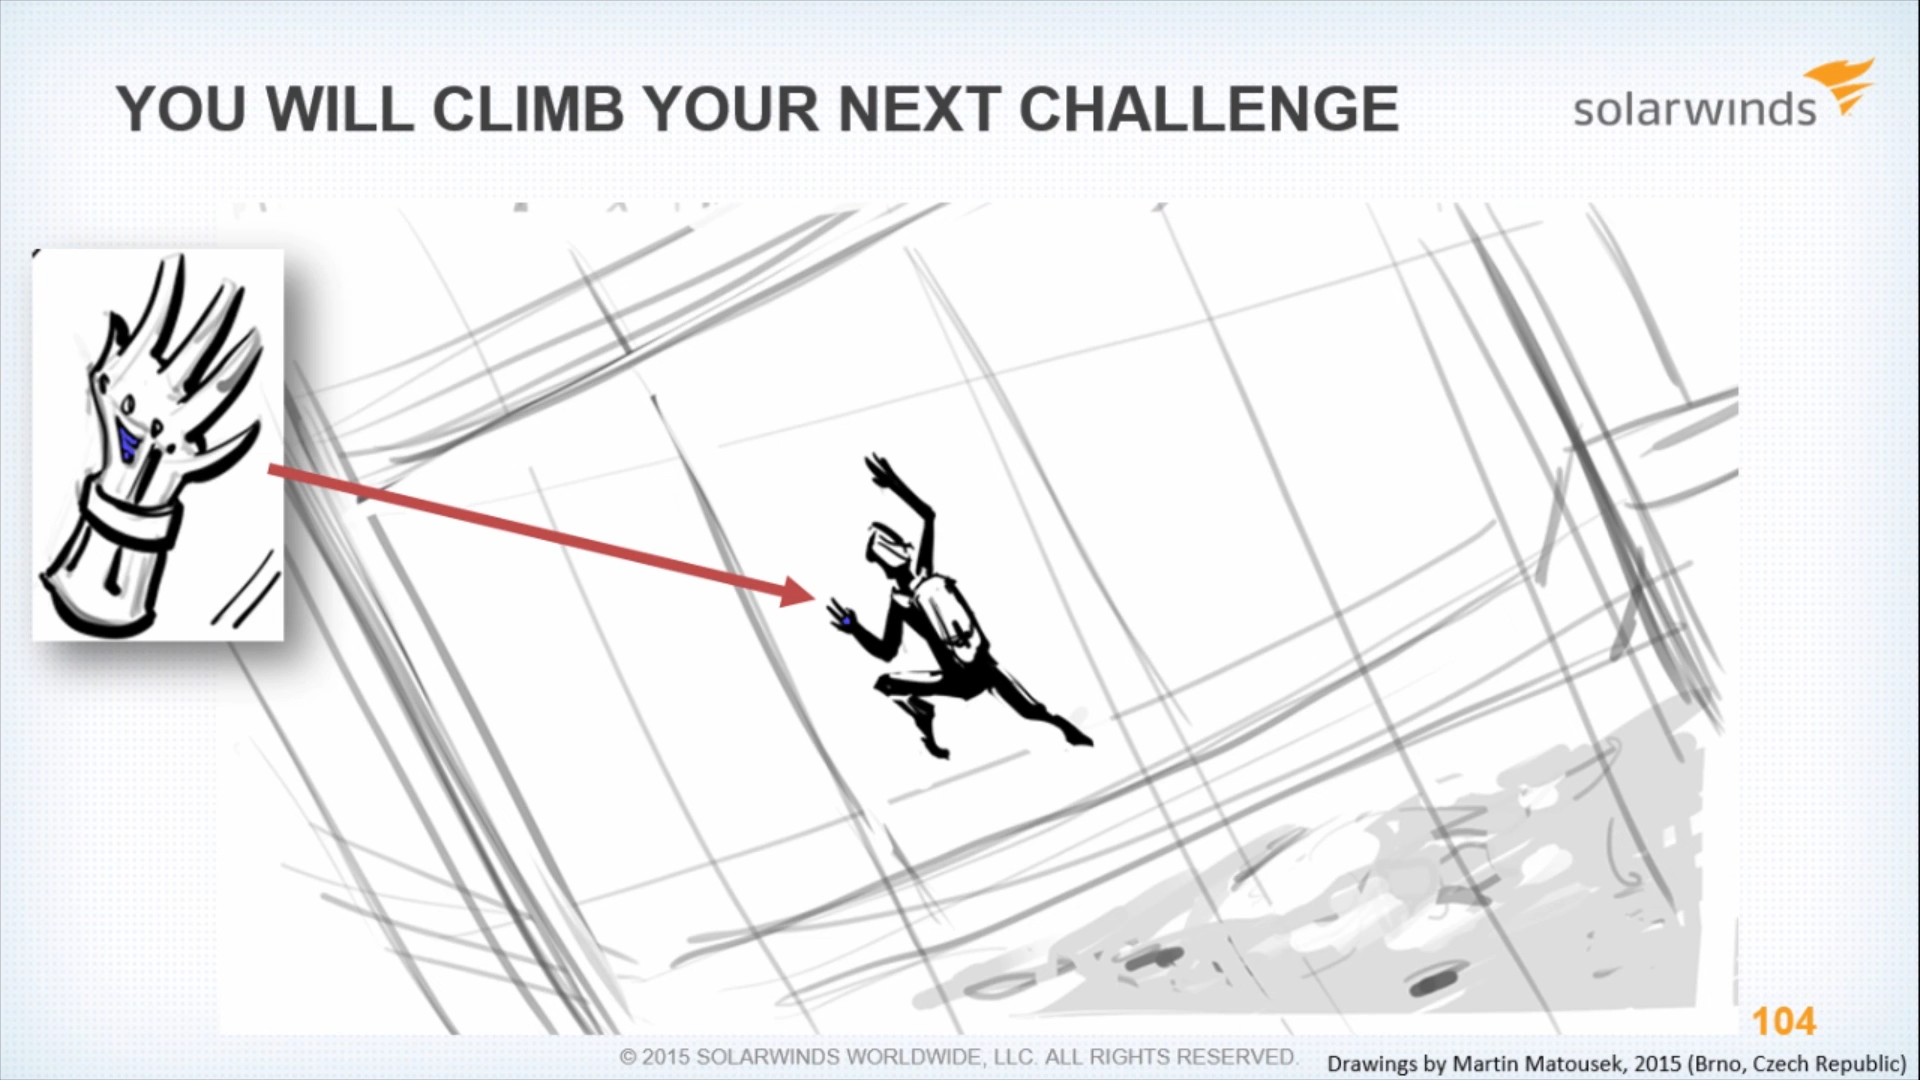 YOU WILL CLIMB YOUR NEXT CHALLENGE
solarwinds
104
© 2015 SOLARWINDS WORLDWIDE, LLC. ALL RIGHTS RESERVED.
Drawings by Martin Matousek, 2015 (Brno, Czech Republic)